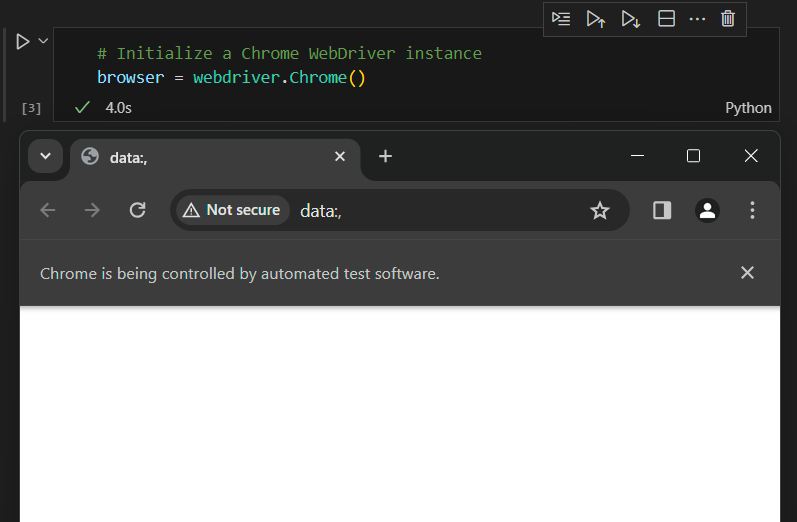 # Initialize a Chrome WebDriver instance
browser = webdriver.Chrome()
[3]
4.0s
Python
data:,
Not secure
data:,
Chrome is being controlled by automated test software.